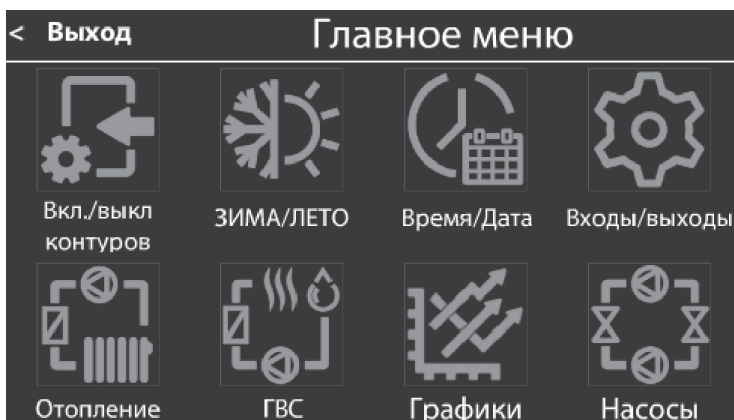 < Выход
Главное меню
Вкл./выкл
контуров
ЗИМА/ЛЕТО
Время/Дата
Входы/выходы
Отопление
ГВС
Графики
Насосы